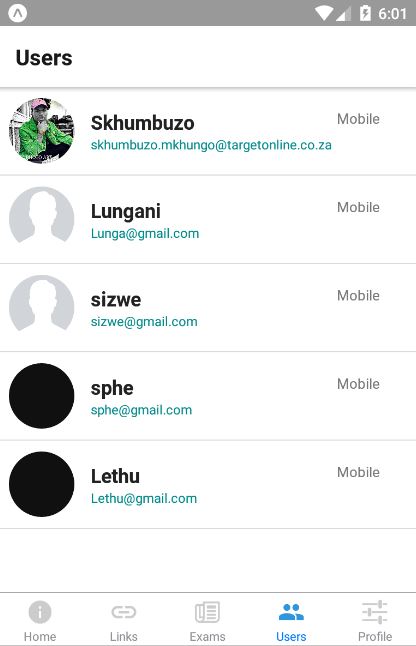 6:01
Users
Skhumbuzo
Mobile
skhumbuzo.mkhungo@targetonline.co.za
Lungani
Mobile
Lunga@gmail.com
sizwe
Mobile
sizwe@gmail.com
sphe
Mobile
sphe@gmail.com
Lethu
Mobile
Lethu@gmail.com
Home
Links
Exams
Users
Profile